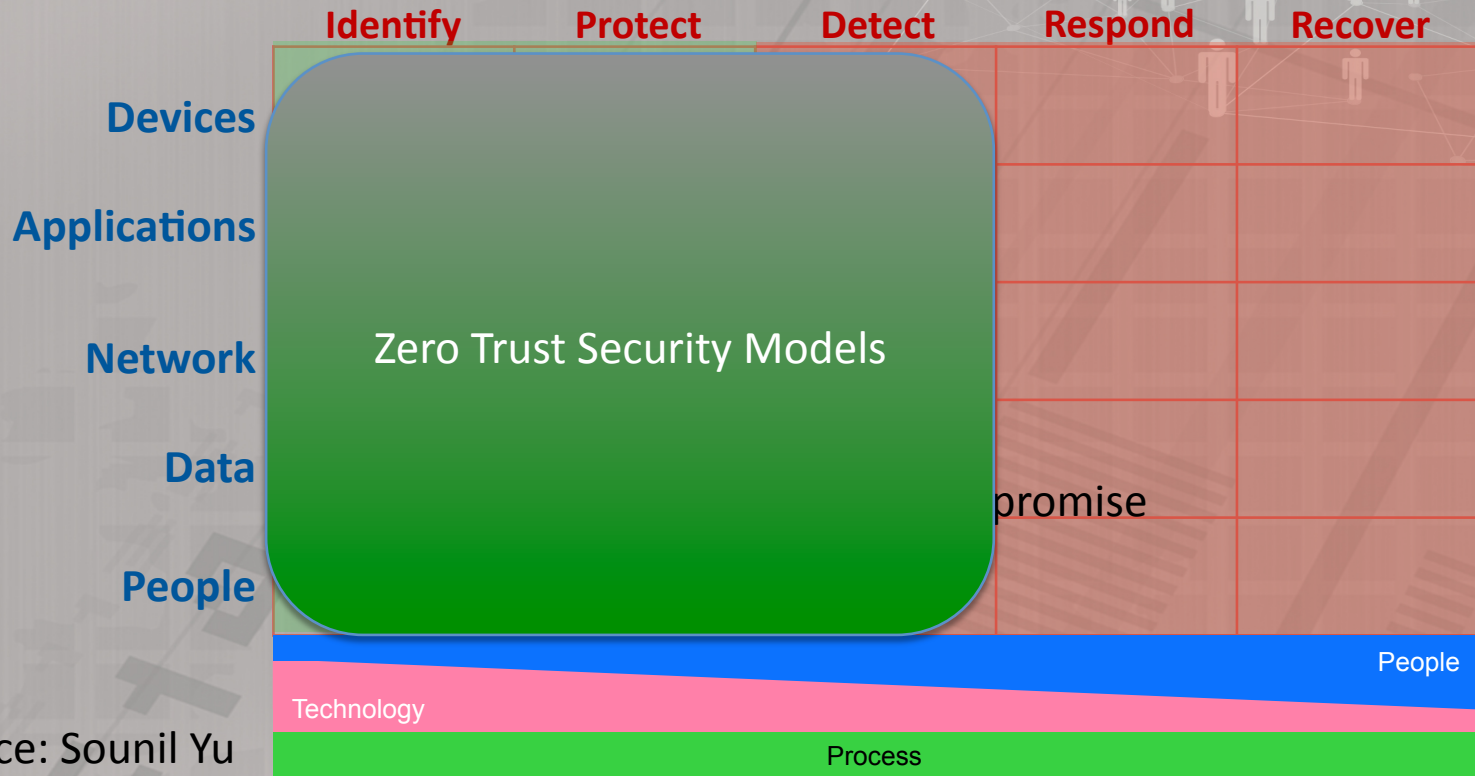 Identify Protect Detect Respond Recover
Devices
Applications
Network
Zero Trust Security Models
Data
promise
People
People
Technology
ce: Sounil Yu
Process